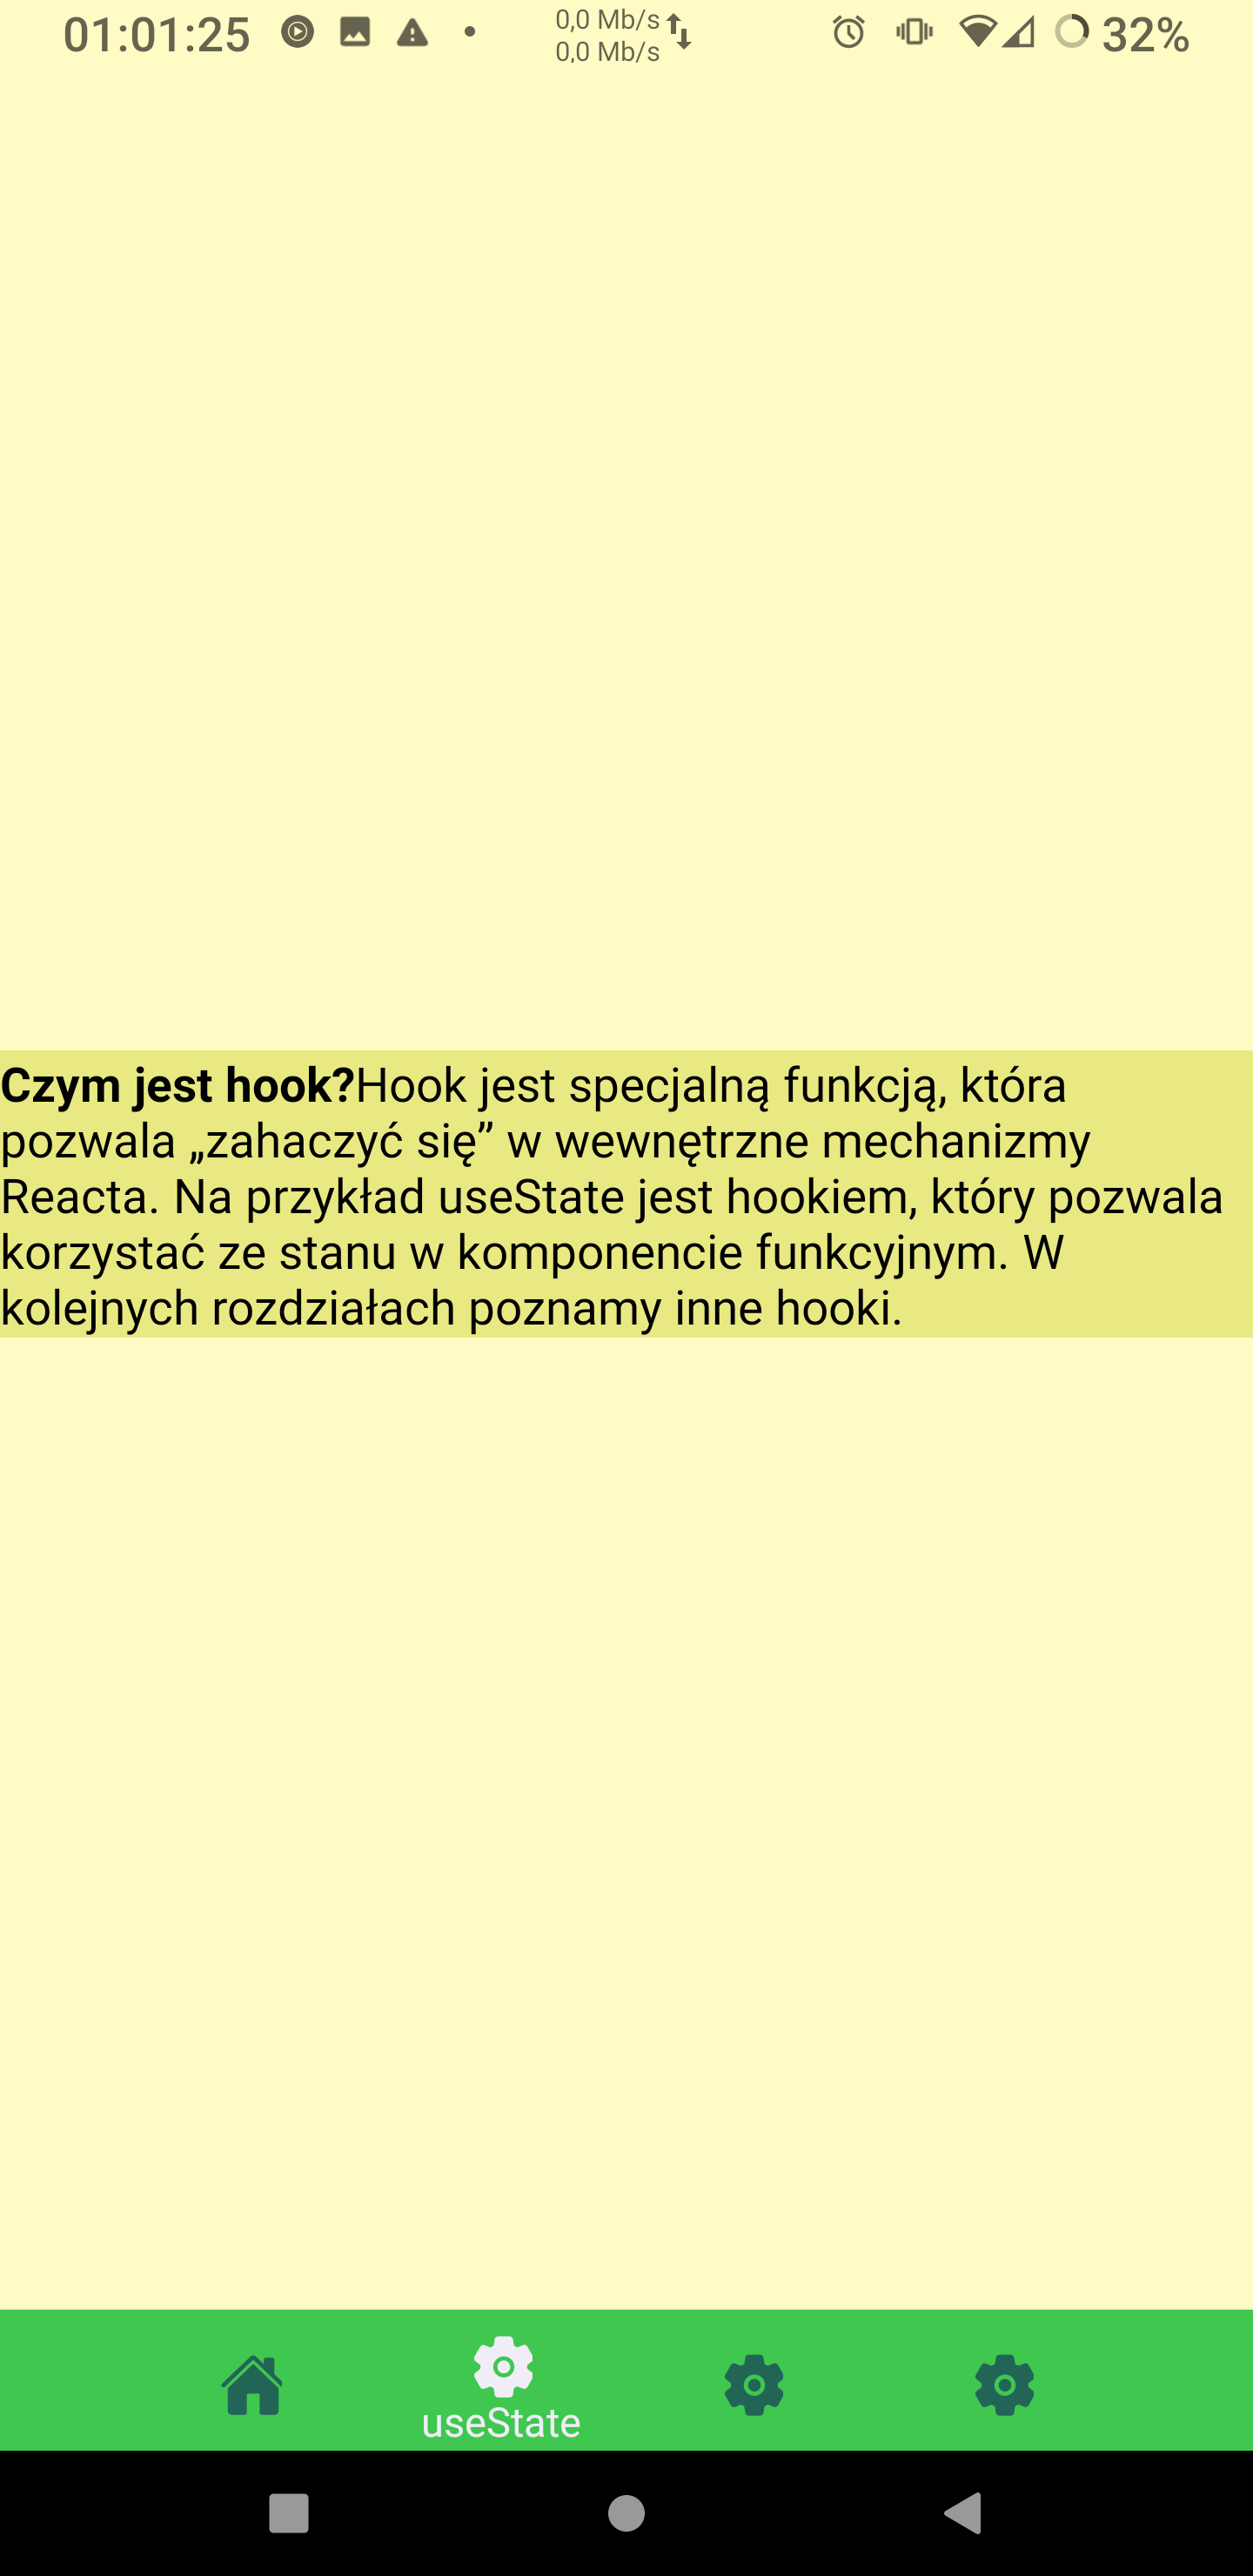 01:01:25
0,0 Mb/s
0,0 Mb/s
32%
Czym jest hook?Hook jest specjalną funkcją, która
pozwala „zahaczyć się” w wewnętrzne mechanizmy
Reacta. Na przykład useState jest hookiem, który pozwala
korzystać ze stanu w komponencie funkcyjnym. W
kolejnych rozdziałach poznamy inne hooki.
useState